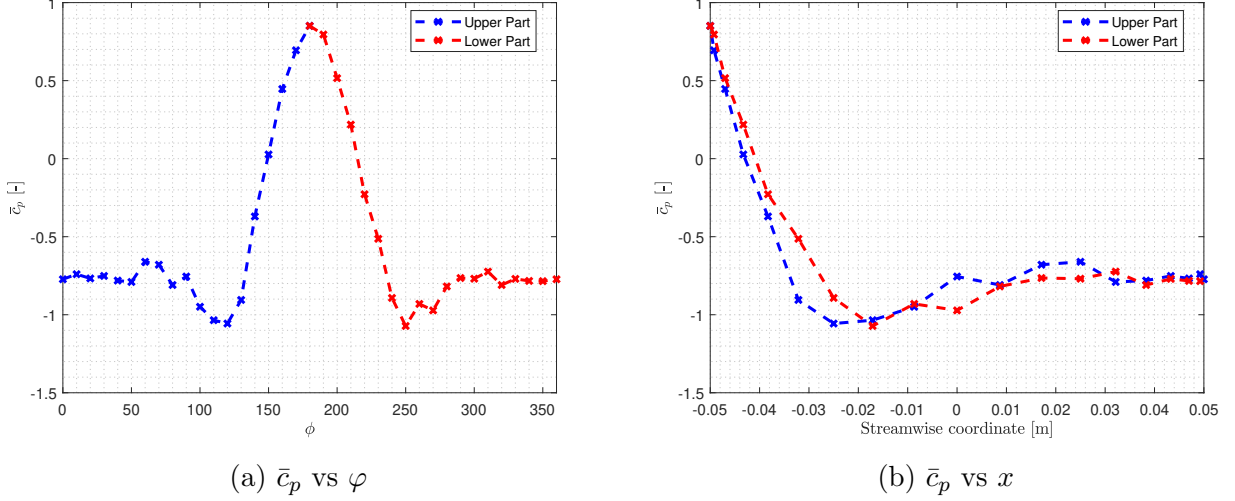 1
0.5
0
-0.5
-1
-1.5
c̄ₚ [-]
Upper Part
Lower Part
0 50 100 150 200 250 300 350
ϕ
(a) c̄ₚ vs φ
1
0.5
0
-0.5
-1
-1.5
c̄ₚ [-]
Upper Part
Lower Part
-0.05 -0.04 -0.03 -0.02 -0.01 0 0.01 0.02 0.03 0.04 0.05
Streamwise coordinate [m]
(b) c̄ₚ vs x